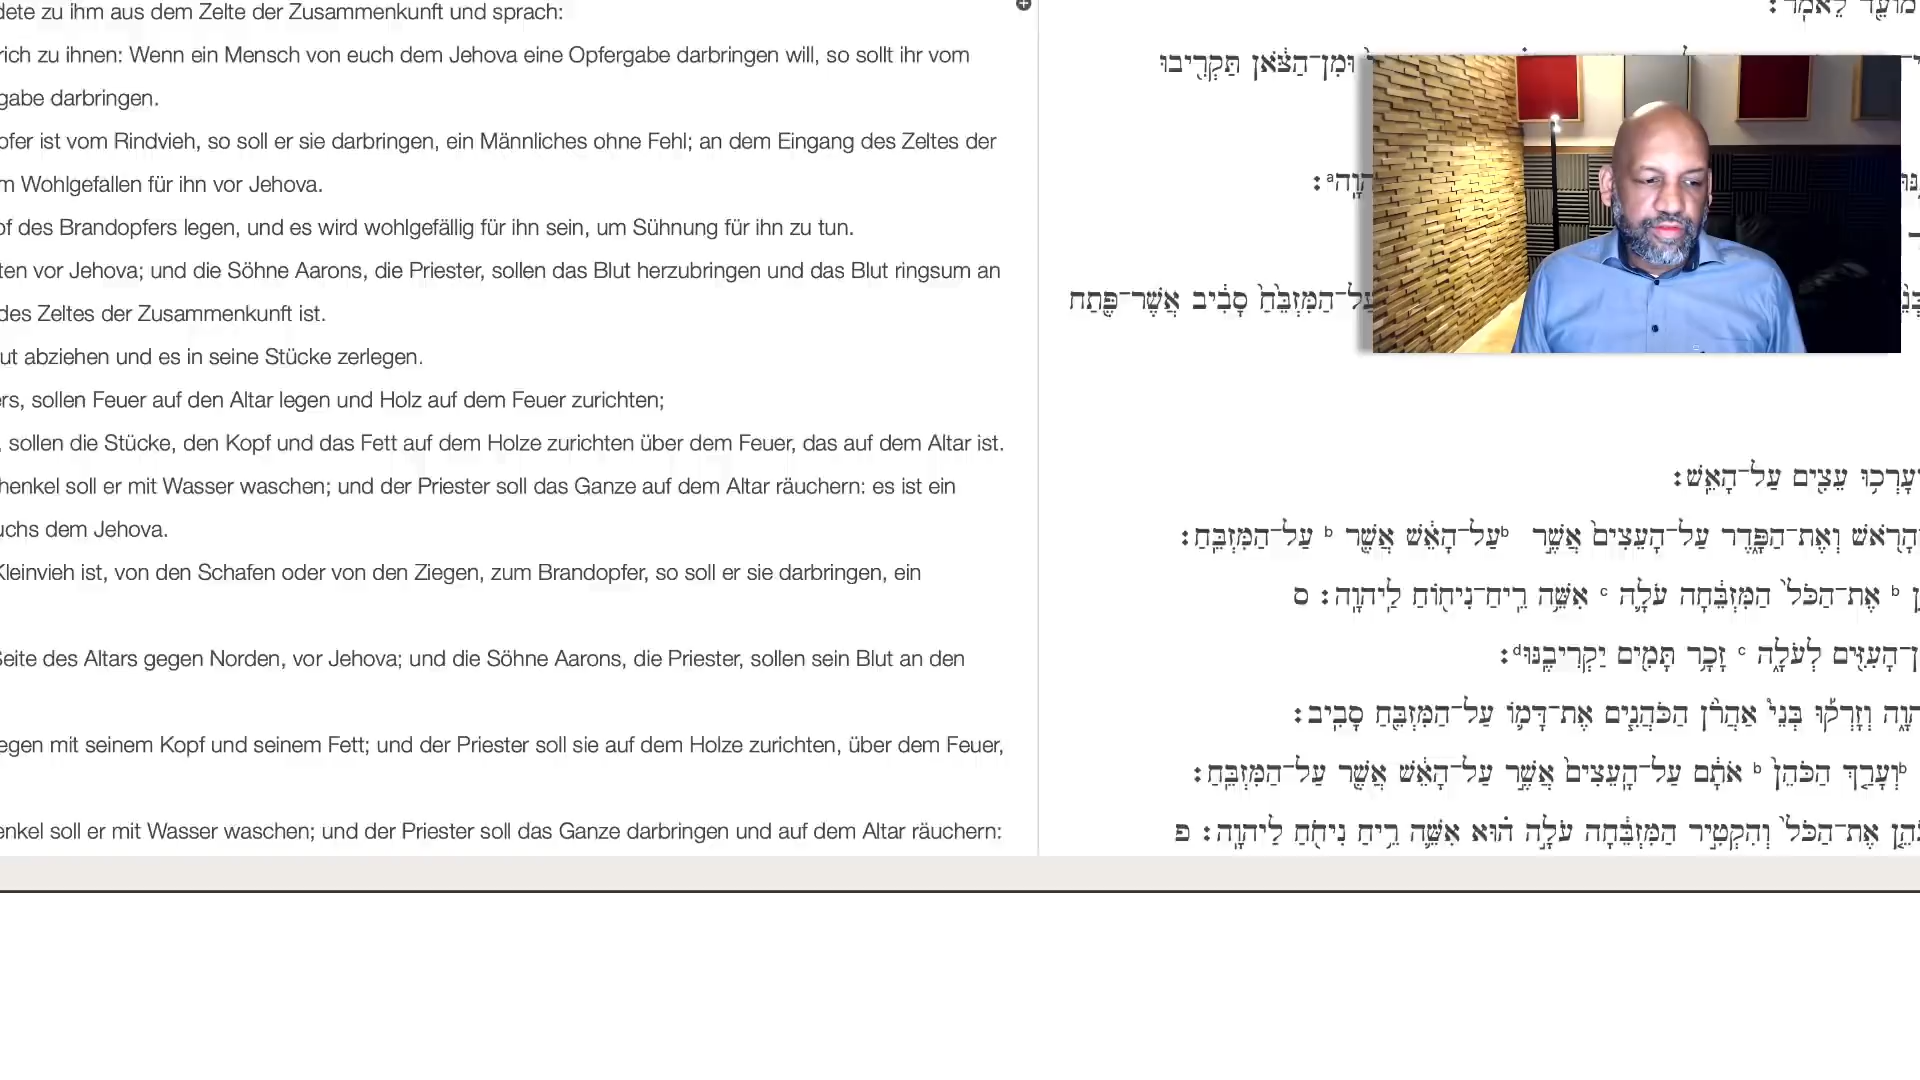 dete zu ihm aus dem Zelte der Zusammenkunft und sprach:
rich zu ihnen: Wenn ein Mensch von euch dem Jehova eine Opfergabe darbringen will, so sollt ihr vom
gabe darbringen.
pfer ist vom Rindvieh, so soll er sie darbringen, ein Männliches ohne Fehl; an dem Eingang des Zeltes der
m Wohlgefallen für ihn vor Jehova.
pf des Brandopfers legen, und es wird wohlgefällig für ihn sein, um Sühnung für ihn zu tun.
ten vor Jehova; und die Söhne Aarons, die Priester, sollen das Blut herzubringen und das Blut ringsum an
des Zeltes der Zusammenkunft ist.
ut abziehen und es in seine Stücke zerlegen.
ers, sollen Feuer auf den Altar legen und Holz auf dem Feuer zurichten;
, sollen die Stücke, den Kopf und das Fett auf dem Holze zurichten über dem Feuer, das auf dem Altar ist.
henkel soll er mit Wasser waschen; und der Priester soll das Ganze auf dem Altar räuchern: es ist ein
uchs dem Jehova.
Kleinvieh ist, von den Schafen oder von den Ziegen, zum Brandopfer, so soll er sie darbringen, ein
Seite des Altars gegen Norden, vor Jehova; und die Söhne Aarons, die Priester, sollen sein Blut an den
egen mit seinem Kopf und seinem Fett; und der Priester soll sie auf dem Holze zurichten, über dem Feuer,
enkel soll er mit Wasser waschen; und der Priester soll das Ganze darbringen und auf dem Altar räuchern:
מוֹעֵ֖ד לֵאמֹֽר׃
וּמִן־הַצֹּ֔אן תַּקְרִ֖יבוּ
הוָֽה ᵃ׃
עַל־הַמִּזְבֵּ֙חַ֙ סָבִ֔יב אֲשֶׁר־פֶּ֖תַח
עָרְכ֥וּ עֵצִ֖ים עַל־הָאֵֽשׁ׃
הָרֹ֖אשׁ וְאֶת־הַפָּ֑דֶר עַל־הָעֵצִים֙ אֲשֶׁ֣ר ᵇעַל־הָאֵ֔שׁ אֲשֶׁ֖ר ᵇ עַל־הַמִּזְבֵּֽחַ׃
ᵇ אֶת־הַכֹּל֙ הַמִּזְבֵּ֔חָה עֹלָ֛ה ᶜ אִשֵּׁ֥ה רֵֽיחַ־נִיח֖וֹחַ לַֽיהוָֽה׃ ס
הָעִזִּ֖ים לְעֹלָ֑ה ᶜ זָכָ֥ר תָּמִ֖ים יַקְרִיבֶֽנּוּᵈ׃
הוָ֑ה וְזָרְק֡וּ בְּנֵי֩ אַהֲרֹ֨ן הַכֹּהֲנִ֧ים אֶת־דָּמ֛וֹ עַל־הַמִּזְבֵּ֖חַ סָבִֽיב׃
ᵇוְעָרַ֤ךְ הַכֹּהֵן֙ ᵇ אֹתָ֔ם עַל־הָֽעֵצִים֙ אֲשֶׁ֣ר עַל־הָאֵ֔שׁ אֲשֶׁ֖ר עַל־הַמִּזְבֵּֽחַ׃
הֵ֤ן אֶת־הַכֹּל֙ וְהִקְטִ֣יר הַמִּזְבֵּ֔חָה עֹלָ֣ה ה֗וּא אִשֵּׁ֛ה רֵ֥יחַ נִיחֹ֖חַ לַיהוָֽה׃ פ